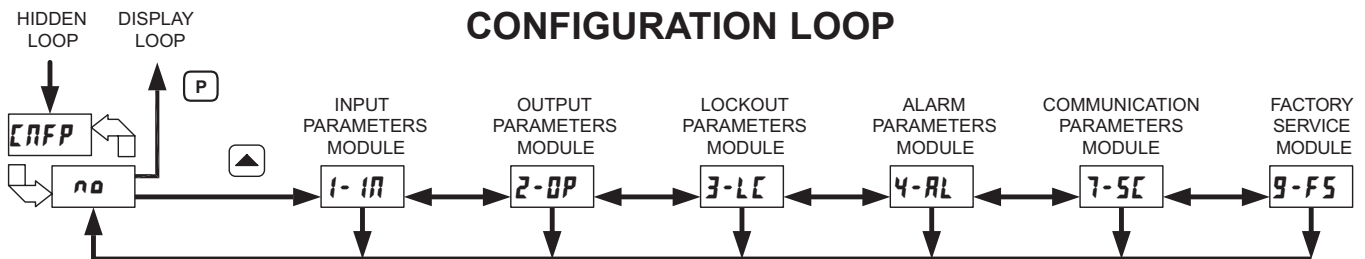 CONFIGURATION LOOP
HIDDEN
LOOP
DISPLAY
LOOP
P
CNFP
no
INPUT
PARAMETERS
MODULE
1-IN
OUTPUT
PARAMETERS
MODULE
2-OP
LOCKOUT
PARAMETERS
MODULE
3-LC
ALARM
PARAMETERS
MODULE
4-AL
COMMUNICATION
PARAMETERS
MODULE
7-SC
FACTORY
SERVICE
MODULE
9-FS